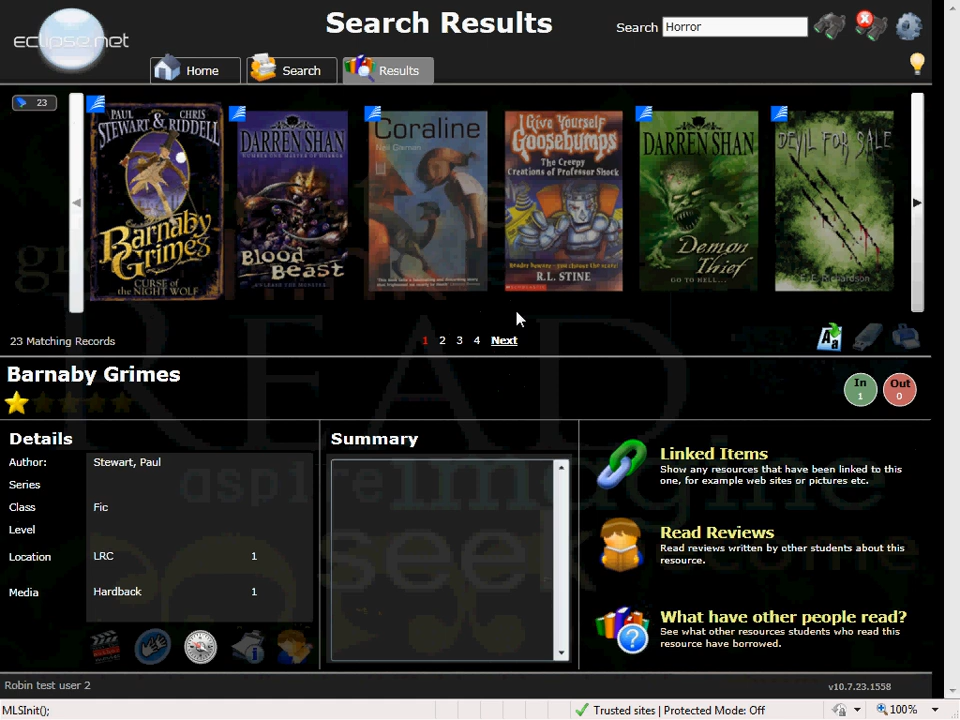 Search Results
eclipse.net
Search Horror
Home
Search
Results
23
PAUL STEWART & CHRIS RIDDELL
Barnaby Grimes
CURSE OF the NIGHT WOLF
DARREN SHAN
Blood Beast
Coraline
Neil Gaiman
Give Yourself
Goosebumps
The Creepy
Creations of Professor Shock
R.L. STINE
SCHOLASTIC
DARREN SHAN
Demon
Thief
GO TO HELL...
DEVIL FOR SALE
E.E. Richardson
23 Matching Records
1 2 3 4 Next
READ
aspire imagine
seek
Barnaby Grimes
In
1
Out
0
Details
Author: Stewart, Paul
Series
Class Fic
Level
Location LRC 1
Media Hardback 1
Summary
Linked Items
Show any resources that have been linked to this
one, for example web sites or pictures etc.
Read Reviews
Read reviews written by other students about this
resource.
What have other people read?
See what other resources students who read this
resource have borrowed.
Robin test user 2
v10.7.23.1558
MLSInit();
Trusted sites | Protected Mode: Off
100%